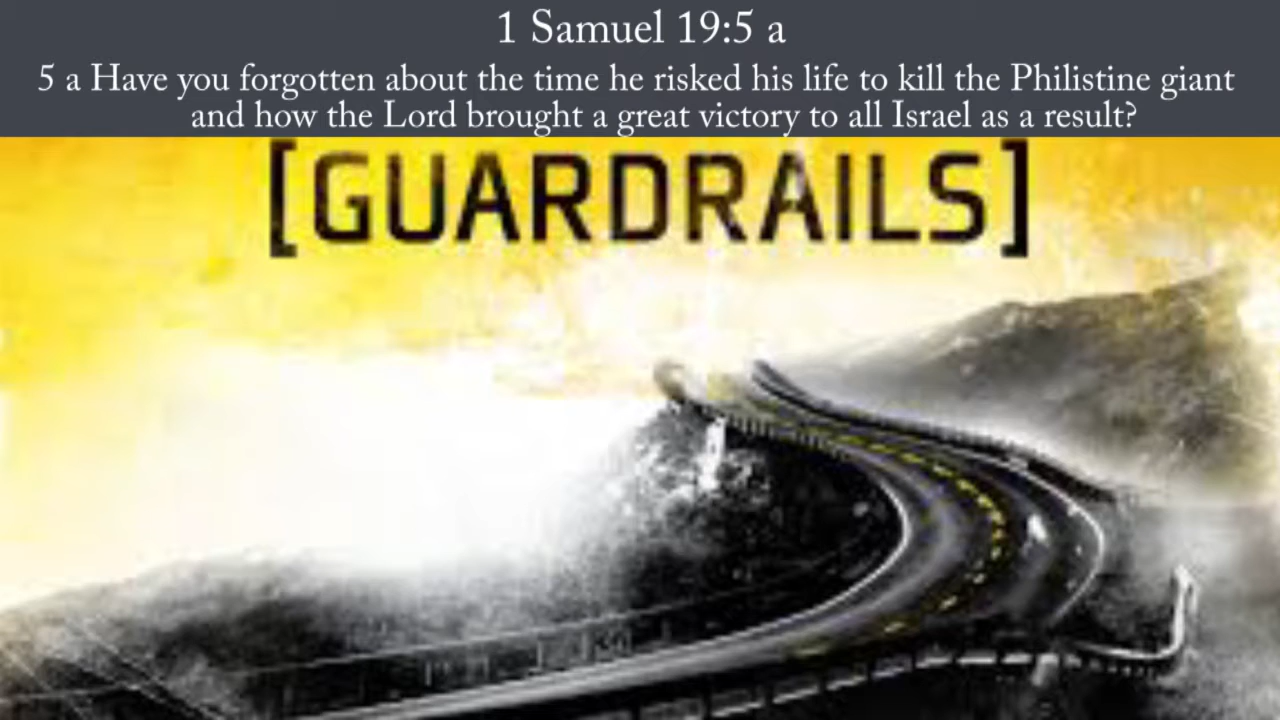 1 Samuel 19:5 a
5 a Have you forgotten about the time he risked his life to kill the Philistine giant
and how the Lord brought a great victory to all Israel as a result?
[GUARDRAILS]